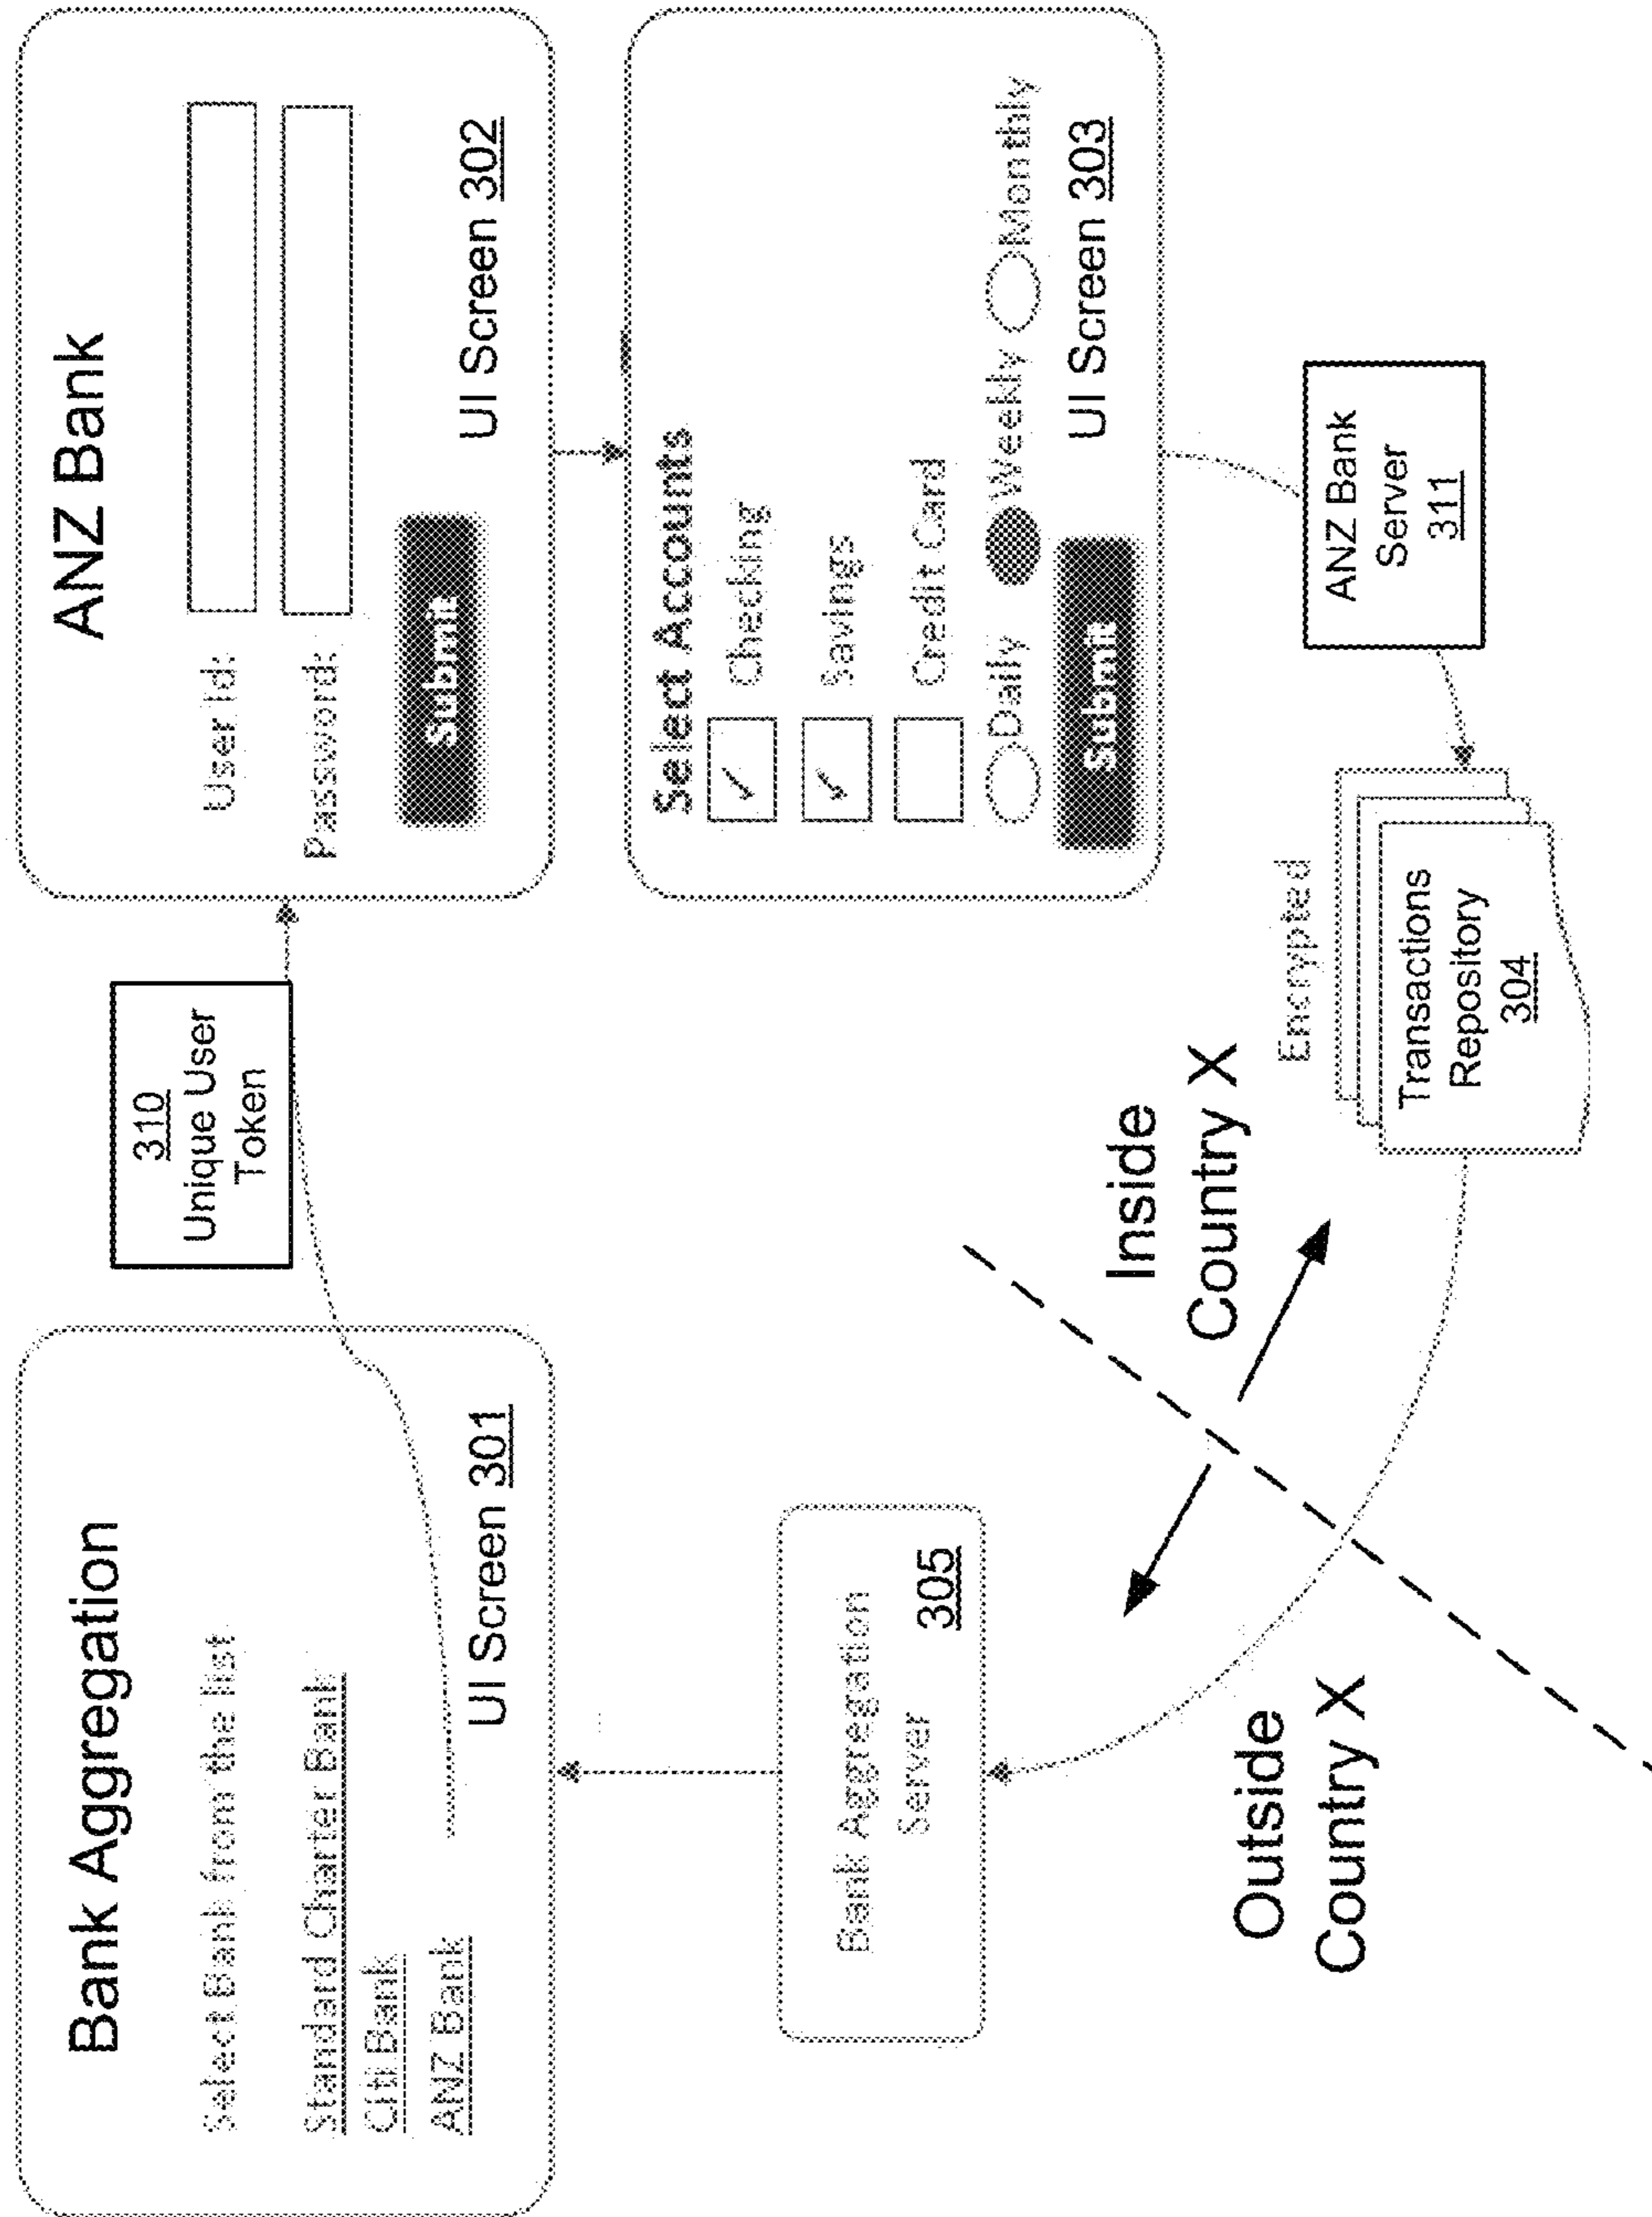 Bank Aggregation
Select Bank from the list
Standard Charter Bank
Citi Bank
ANZ Bank
UI Screen 301
310
Unique User
Token
ANZ Bank
User Id:
Password:
Submit
UI Screen 302
Select Accounts
Checking
Savings
Credit Card
Daily Weekly Monthly
Submit
UI Screen 303
ANZ Bank
Server
311
Encrypted
Transactions
Repository
304
Inside
Country X
Outside
Country X
Bank Aggregation
Server
305